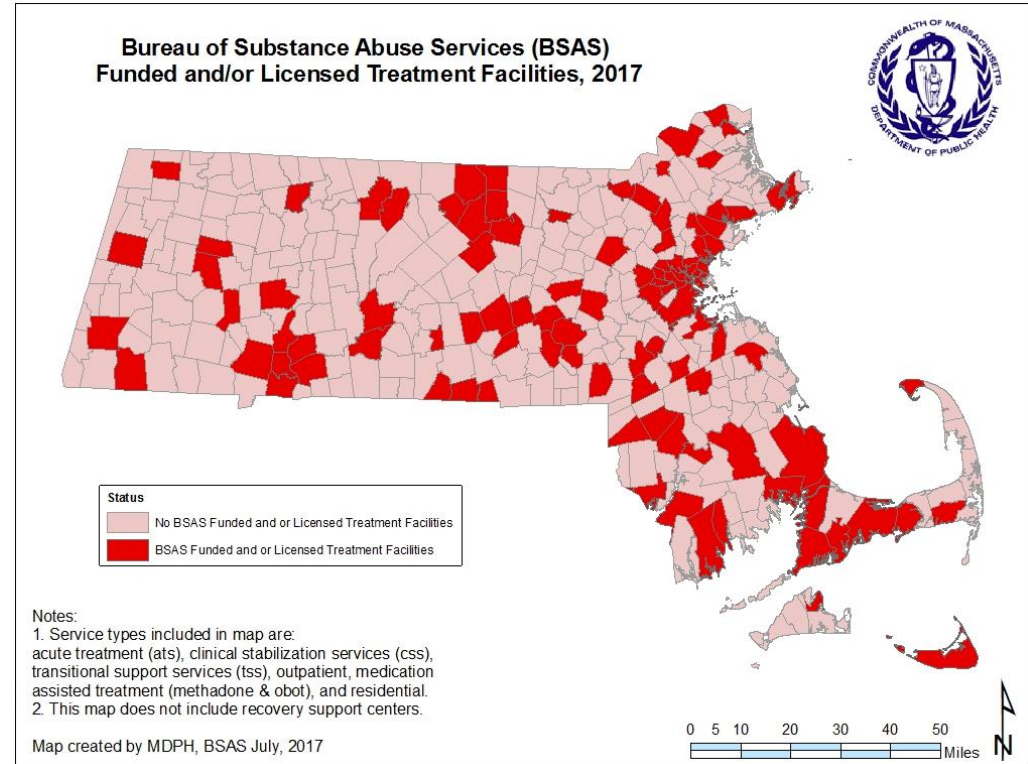 Bureau of Substance Abuse Services (BSAS)
Funded and/or Licensed Treatment Facilities, 2017
COMMONWEALTH OF MASSACHUSETTS
DEPARTMENT OF PUBLIC HEALTH
Status
No BSAS Funded and or Licensed Treatment Facilities
BSAS Funded and or Licensed Treatment Facilities
Notes:
1. Service types included in map are:
acute treatment (ats), clinical stabilization services (css),
transitional support services (tss), outpatient, medication
assisted treatment (methadone & obot), and residential.
2. This map does not include recovery support centers.
Map created by MDPH, BSAS July, 2017
0 5 10 20 30 40 50
Miles
N